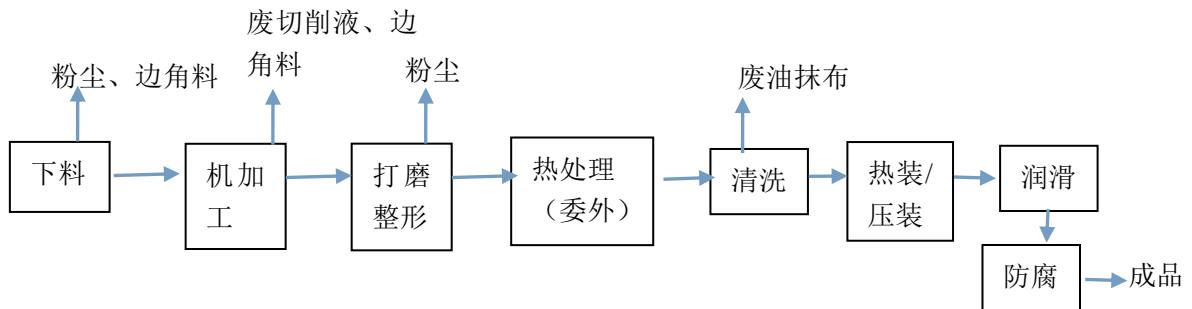 废切削液、边
角料
粉尘、边角料
粉尘
废油抹布
下料
机加
工
打磨
整形
热处理
（委外）
清洗
热装/
压装
润滑
防腐
成品